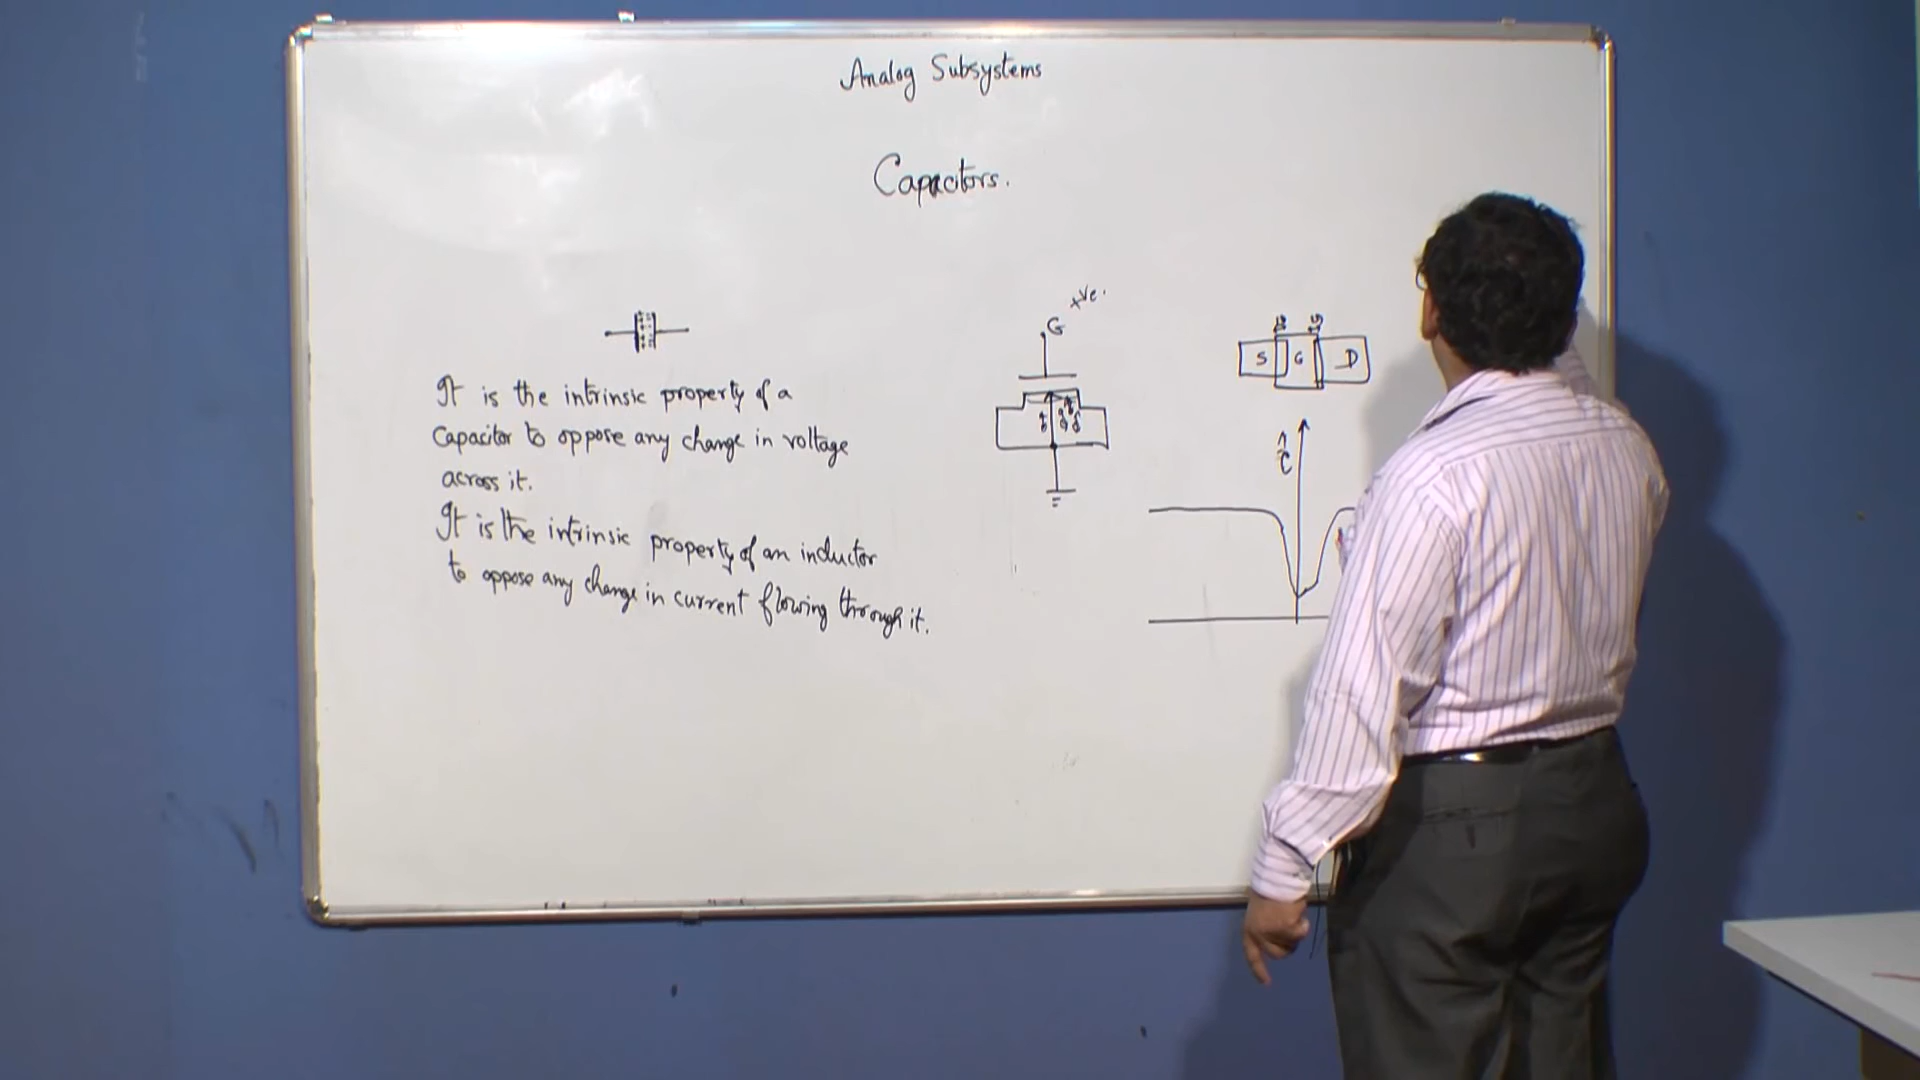 Analog Subsystems
Capacitors.
G +ve.
S G D
C
It is the intrinsic property of a
Capacitor to oppose any change in voltage
across it.
It is the intrinsic property of an inductor
to oppose any change in current flowing through it.